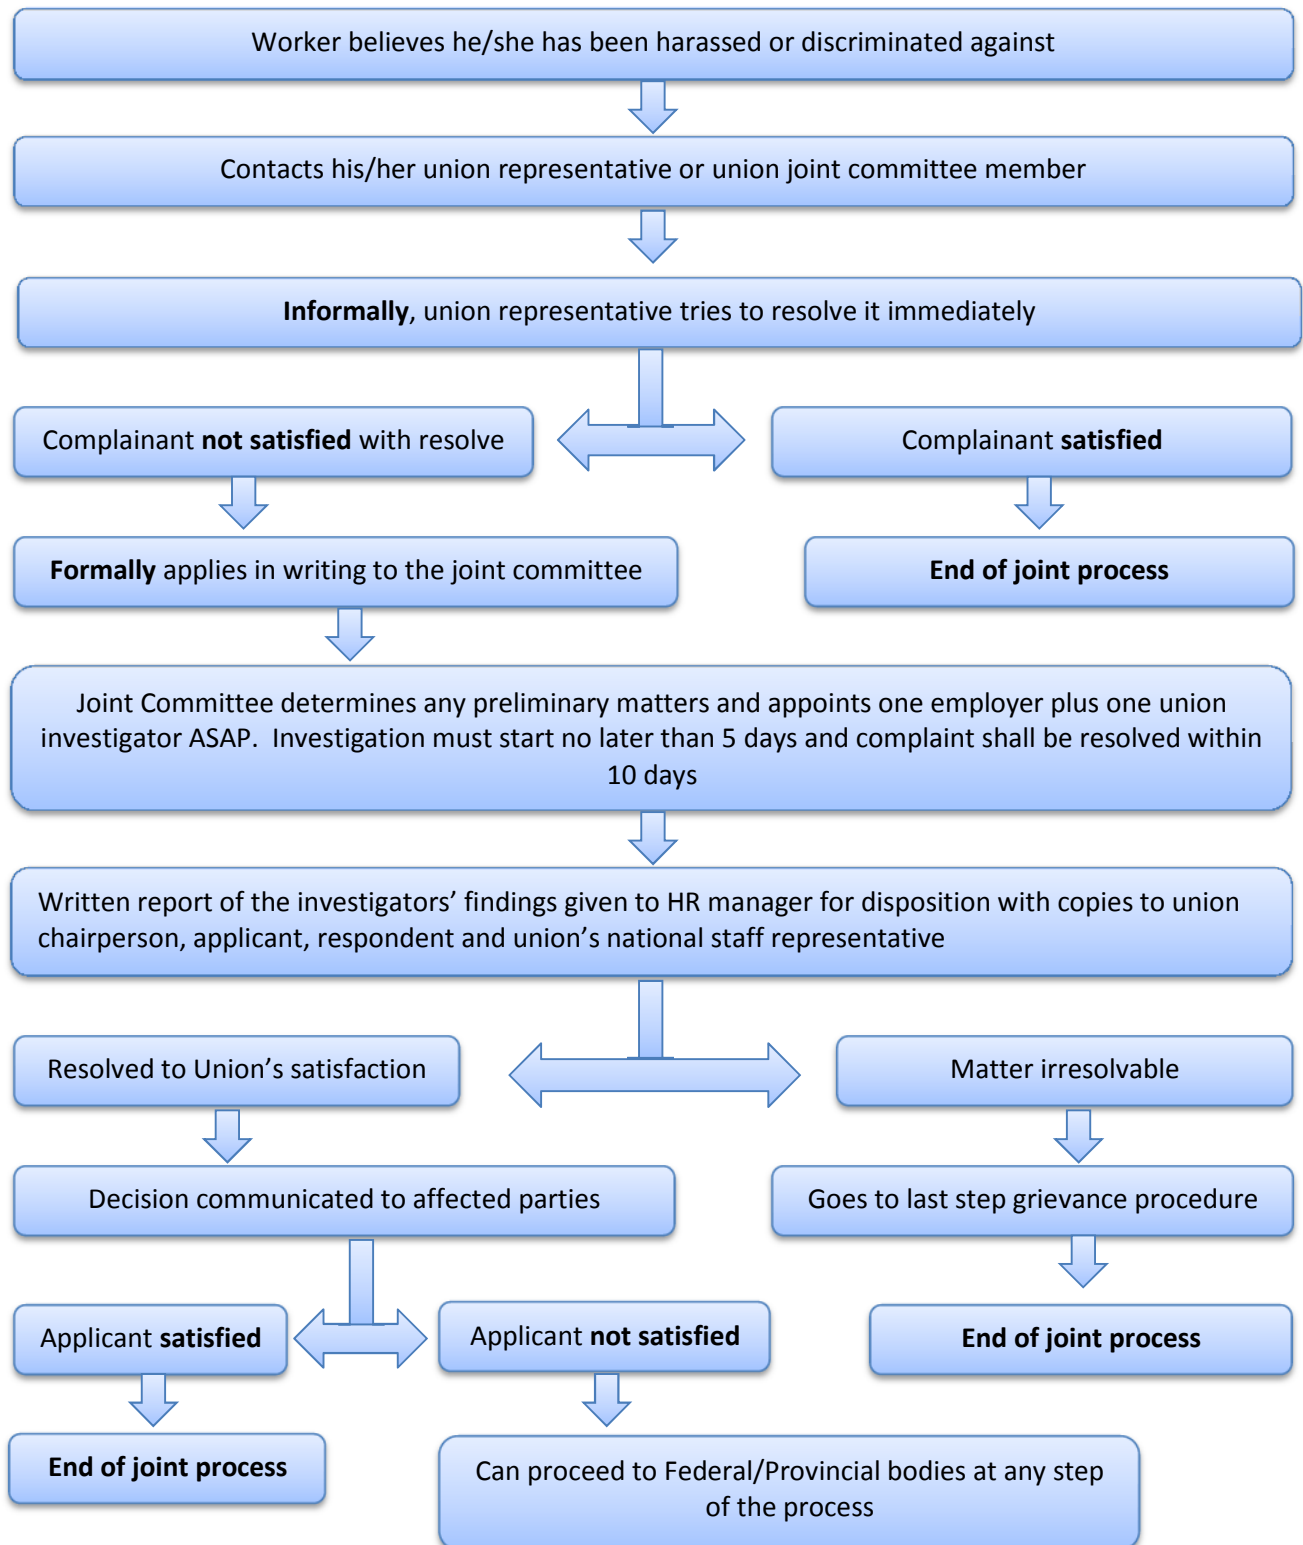 Worker believes he/she has been harassed or discriminated against
Contacts his/her union representative or union joint committee member
Informally, union representative tries to resolve it immediately
Complainant not satisfied with resolve
Complainant satisfied
Formally applies in writing to the joint committee
End of joint process
Joint Committee determines any preliminary matters and appoints one employer plus one union
investigator ASAP.  Investigation must start no later than 5 days and complaint shall be resolved within
10 days
Written report of the investigators’ findings given to HR manager for disposition with copies to union
chairperson, applicant, respondent and union’s national staff representative
Resolved to Union’s satisfaction
Matter irresolvable
Decision communicated to affected parties
Goes to last step grievance procedure
Applicant satisfied
Applicant not satisfied
End of joint process
End of joint process
Can proceed to Federal/Provincial bodies at any step
of the process